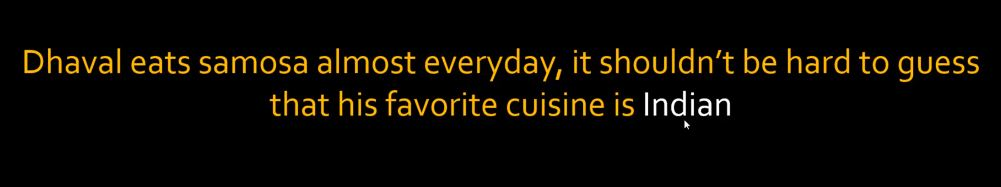 Dhaval eats samosa almost everyday, it shouldn’t be hard to guess
that his favorite cuisine is Indian